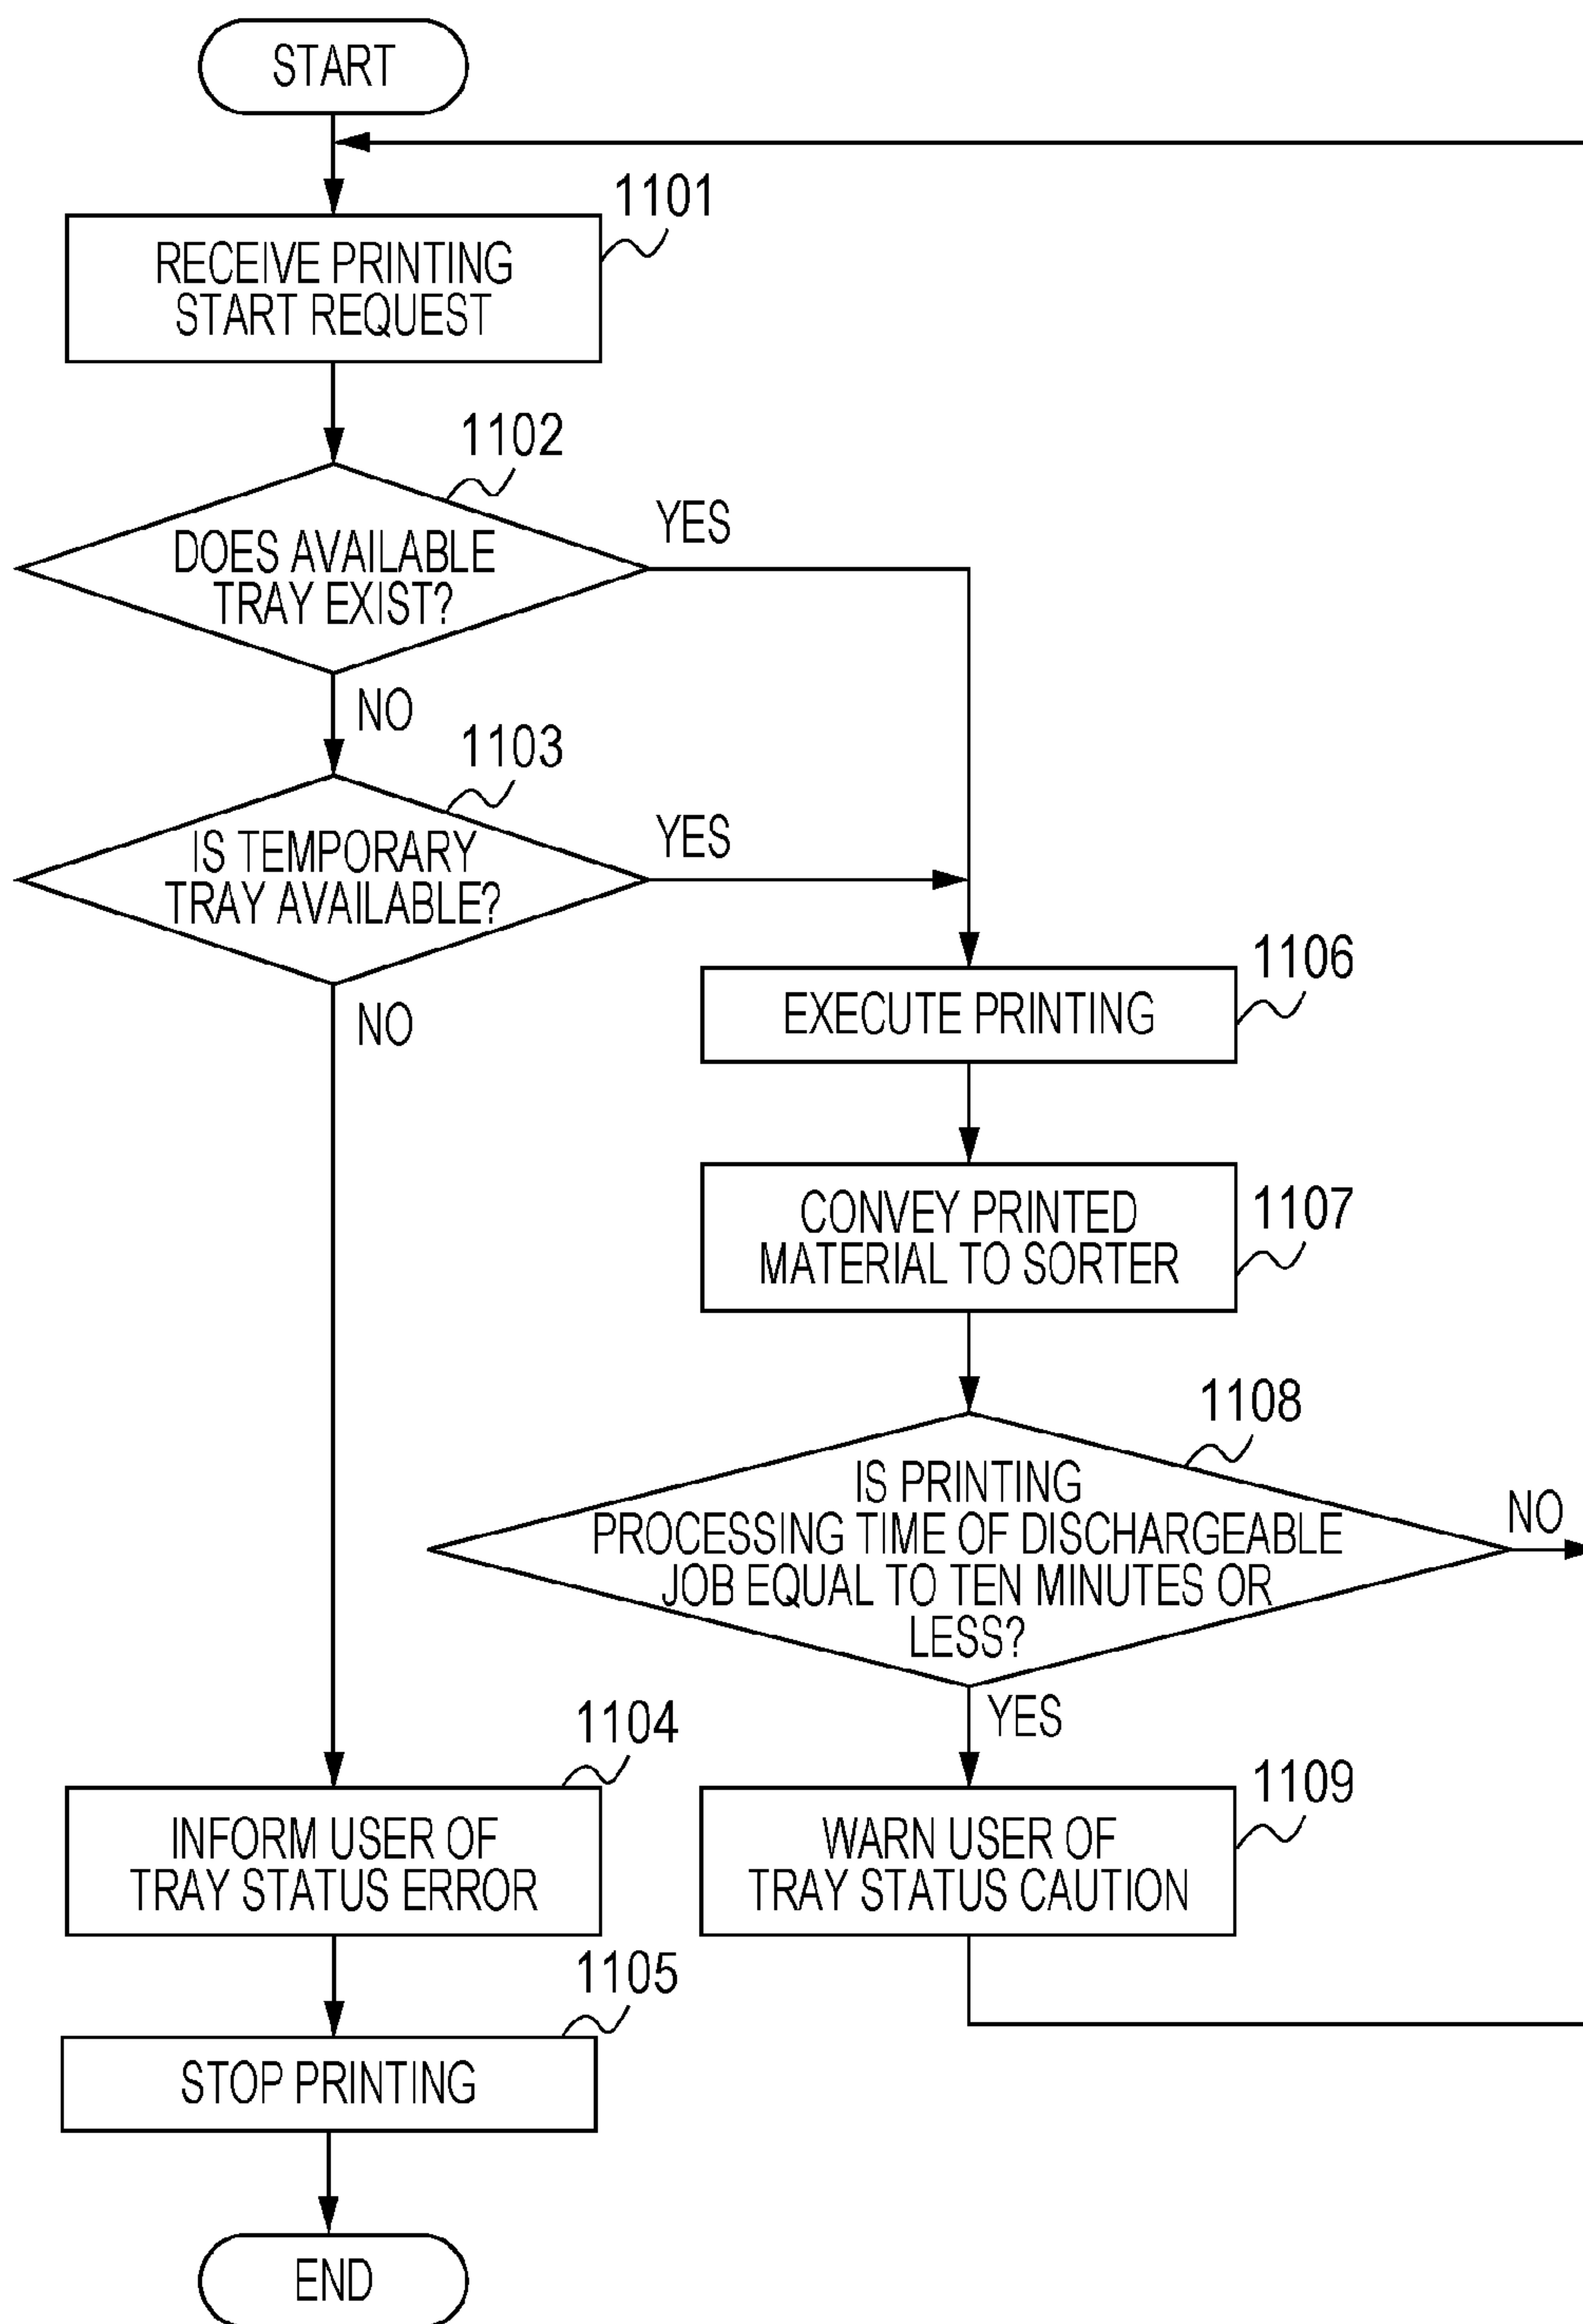 START
1101
RECEIVE PRINTING
START REQUEST
1102
DOES AVAILABLE
TRAY EXIST?
YES
NO
1103
IS TEMPORARY
TRAY AVAILABLE?
YES
NO
1106
EXECUTE PRINTING
1107
CONVEY PRINTED
MATERIAL TO SORTER
1108
IS PRINTING
PROCESSING TIME OF DISCHARGEABLE
JOB EQUAL TO TEN MINUTES OR
LESS?
NO
YES
1104
INFORM USER OF
TRAY STATUS ERROR
1109
WARN USER OF
TRAY STATUS CAUTION
1105
STOP PRINTING
END